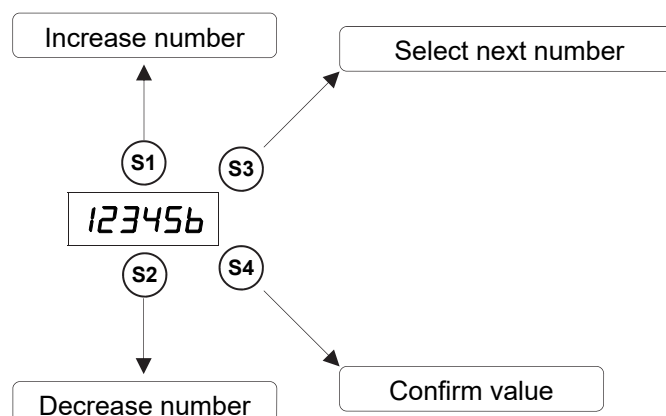 Increase number
Select next number
S1
S3
123456
S2
S4
Confirm value
Decrease number